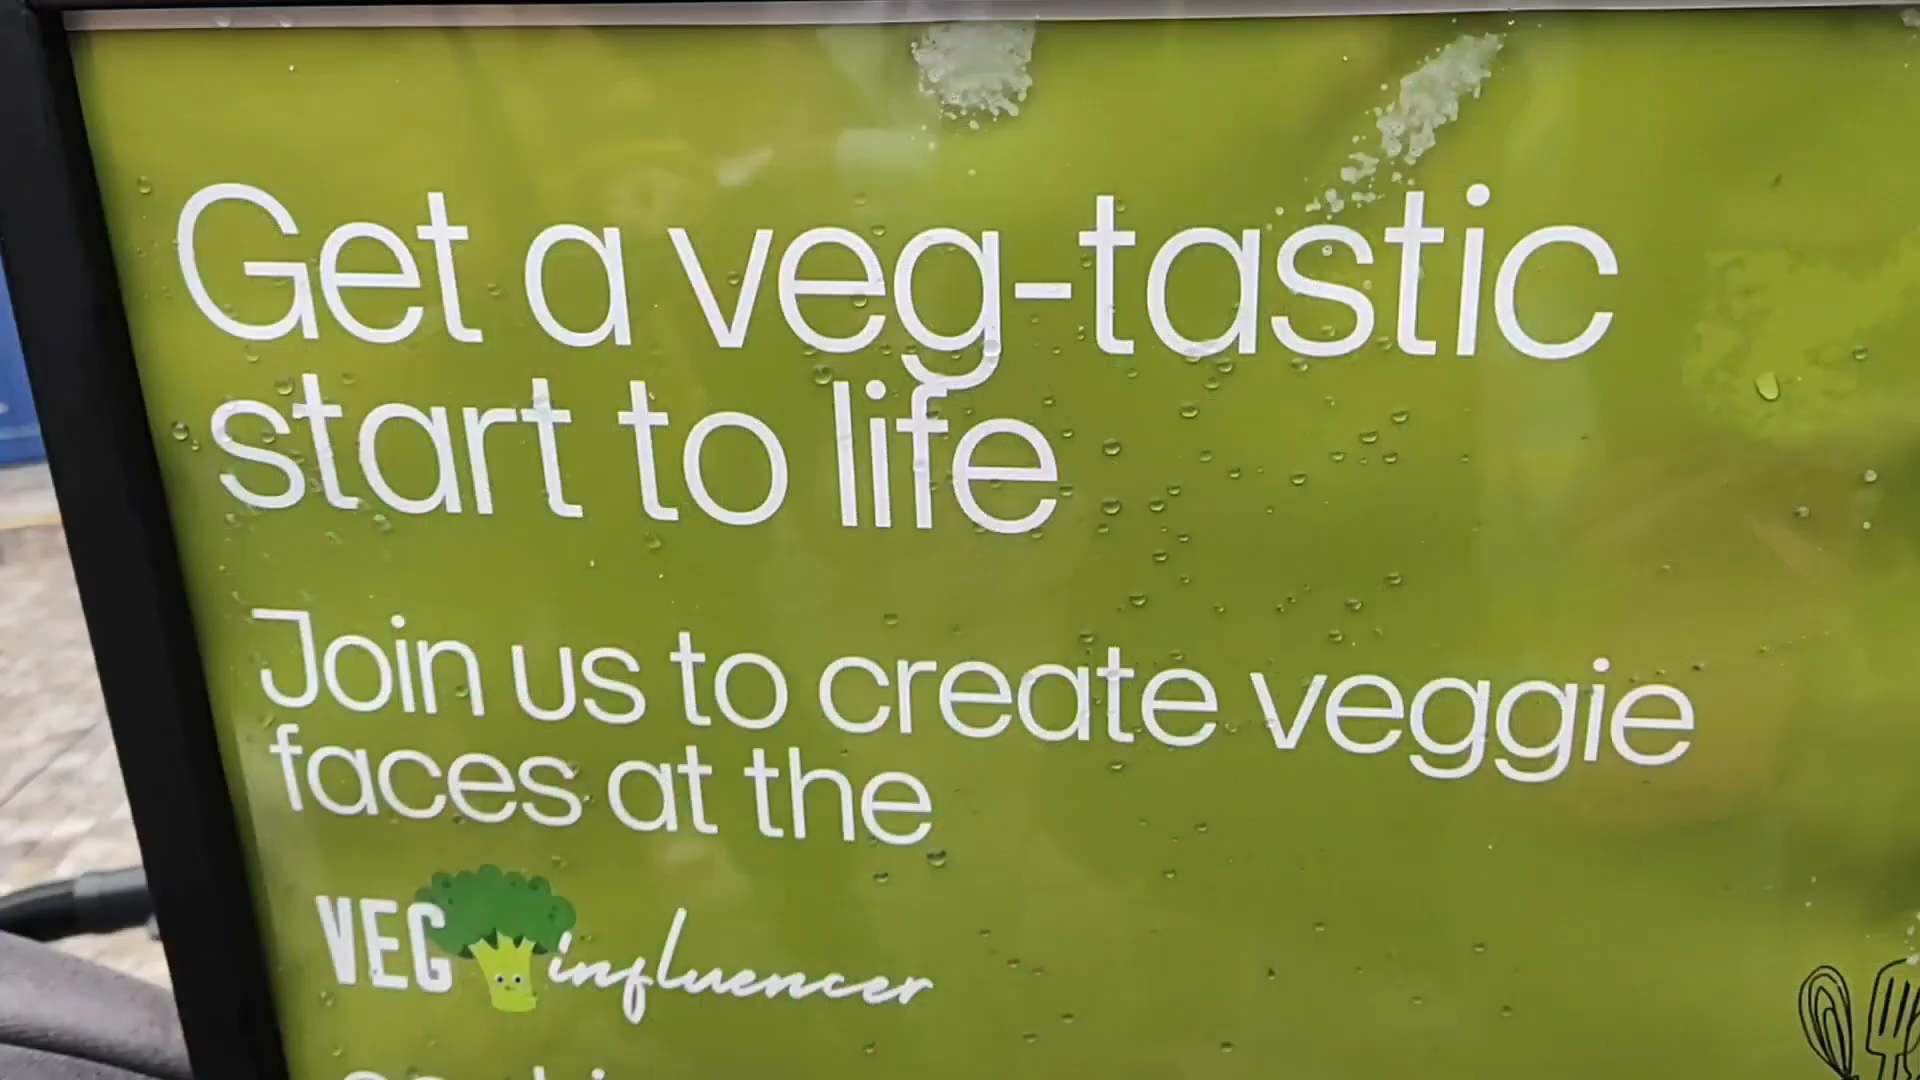 Get a veg-tastic
start to life
Join us to create veggie
faces at the
VEG influencer